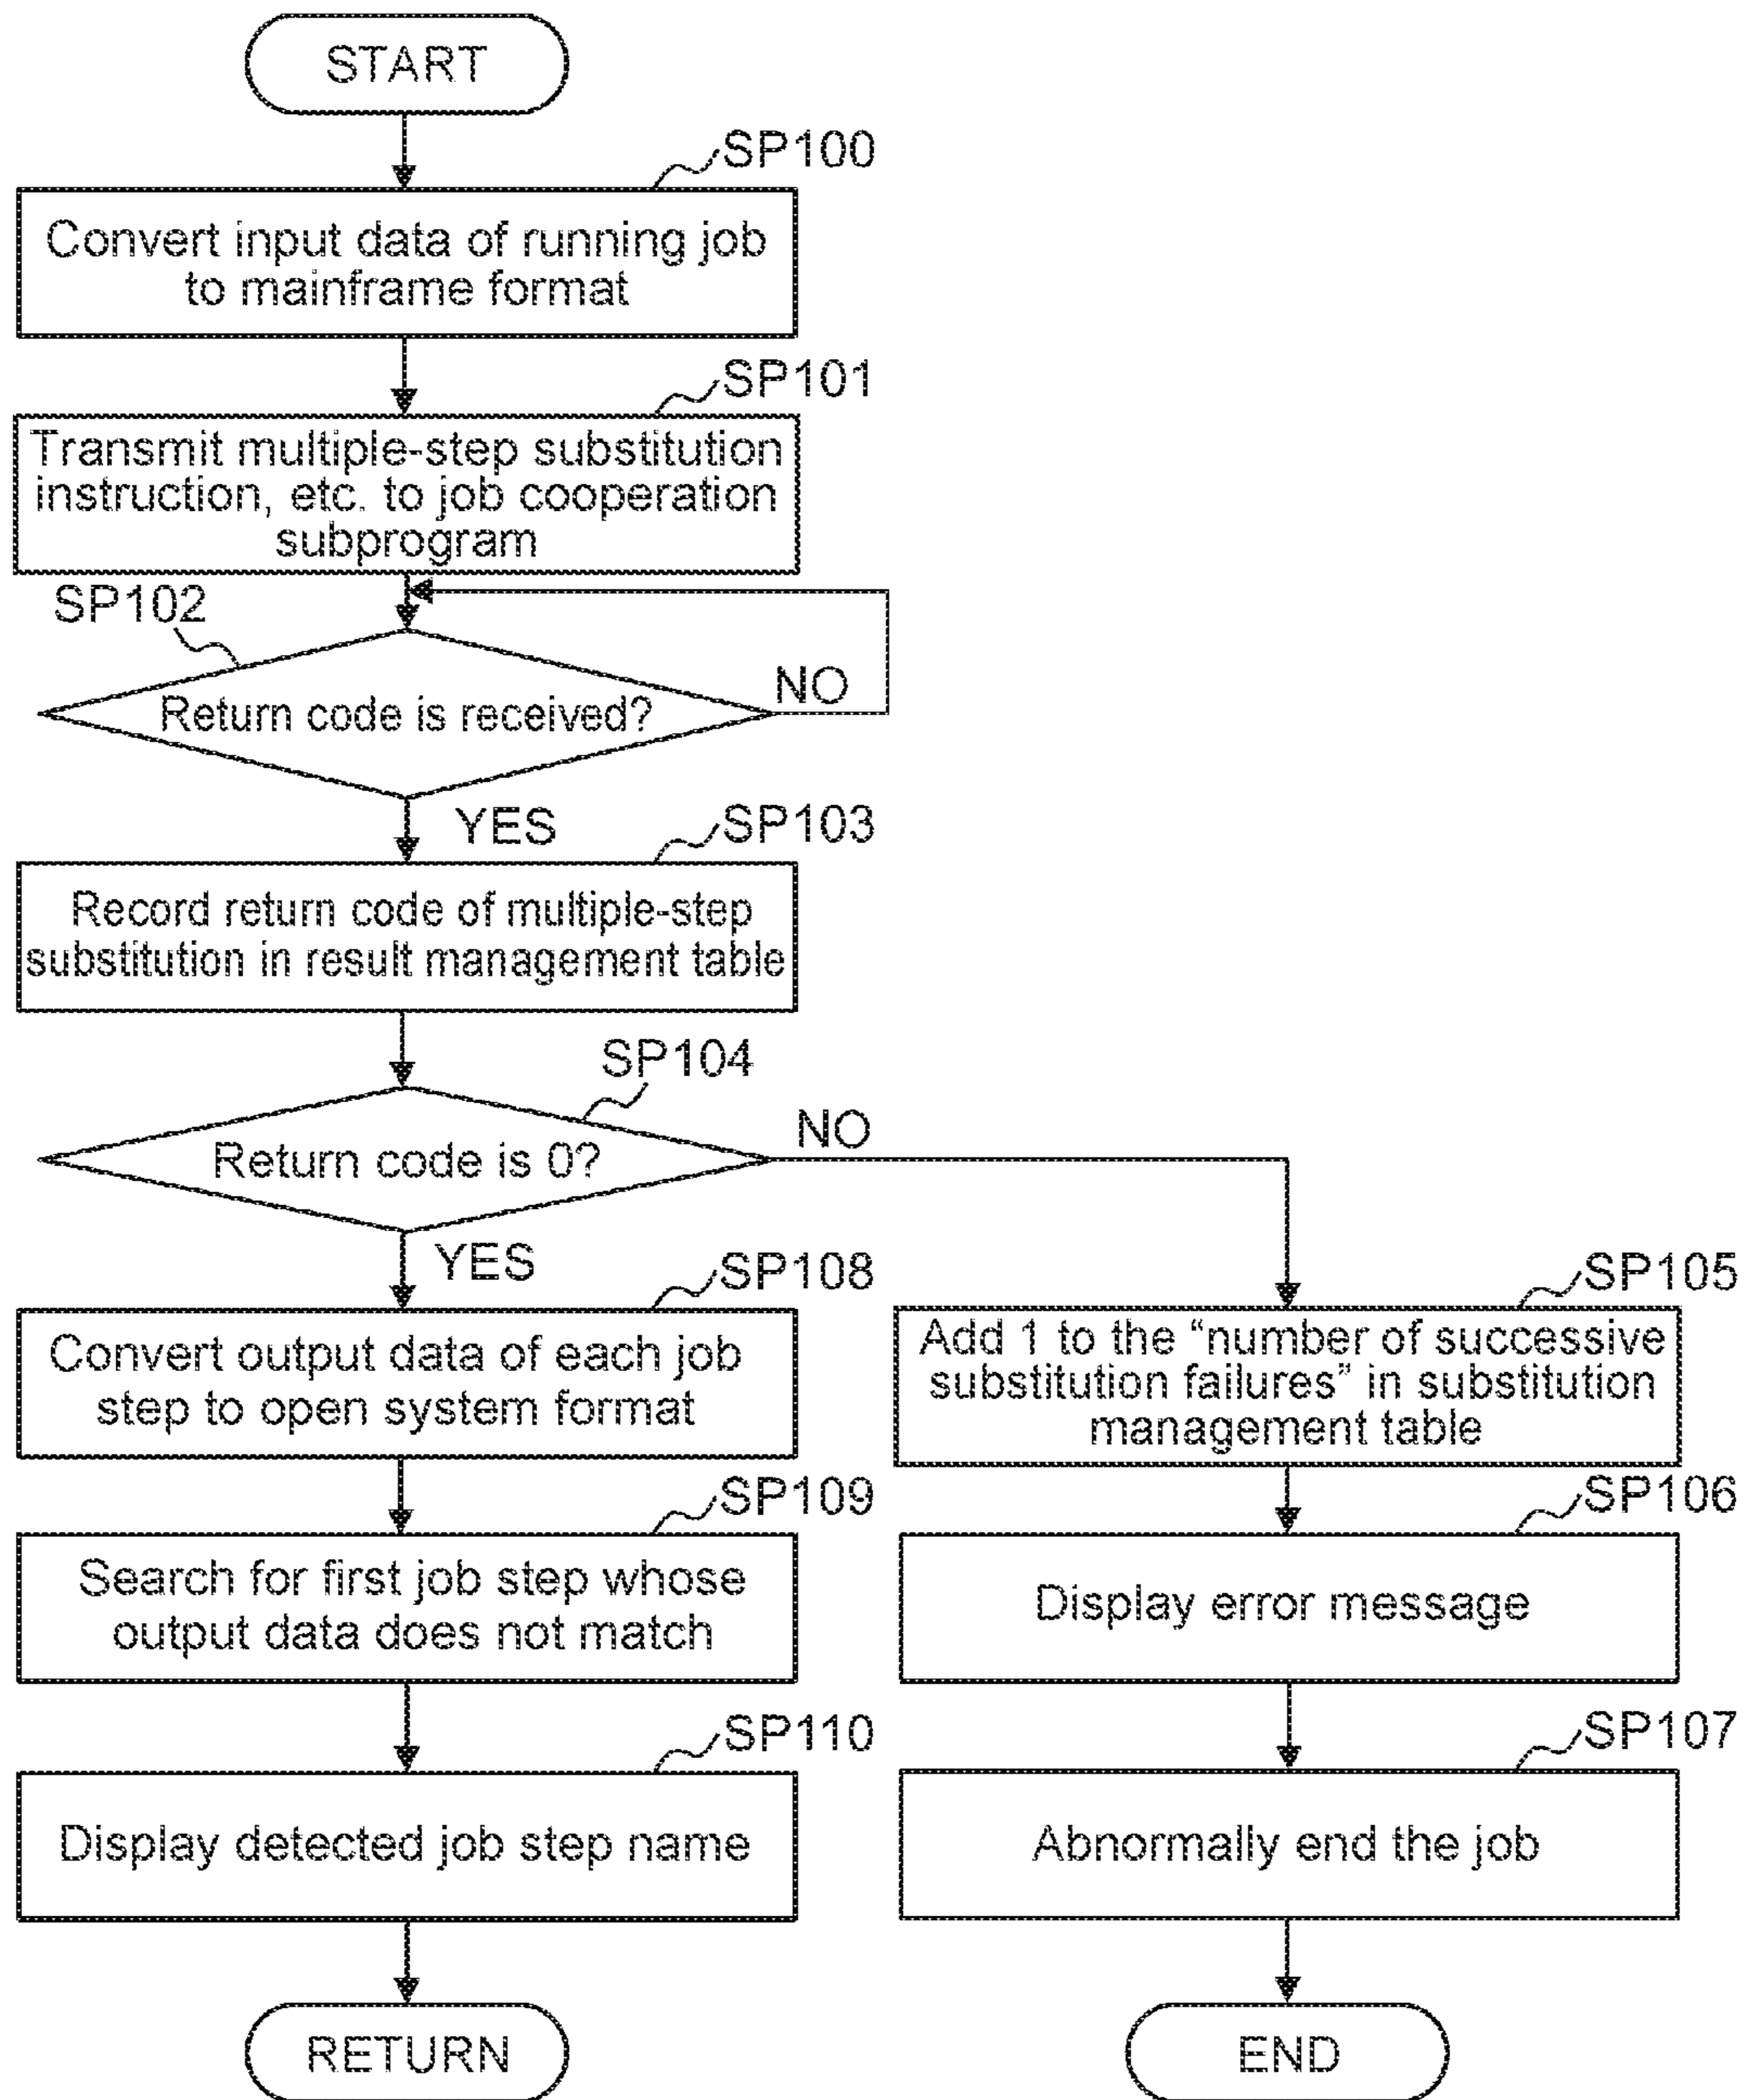 START
SP100
Convert input data of running job
to mainframe format
SP101
Transmit multiple-step substitution
instruction, etc. to job cooperation
subprogram
SP102
Return code is received?
NO
YES
SP103
Record return code of multiple-step
substitution in result management table
SP104
Return code is 0?
NO
YES
SP108
Convert output data of each job
step to open system format
SP109
Search for first job step whose
output data does not match
SP110
Display detected job step name
RETURN
SP105
Add 1 to the “number of successive
substitution failures” in substitution
management table
SP106
Display error message
SP107
Abnormally end the job
END